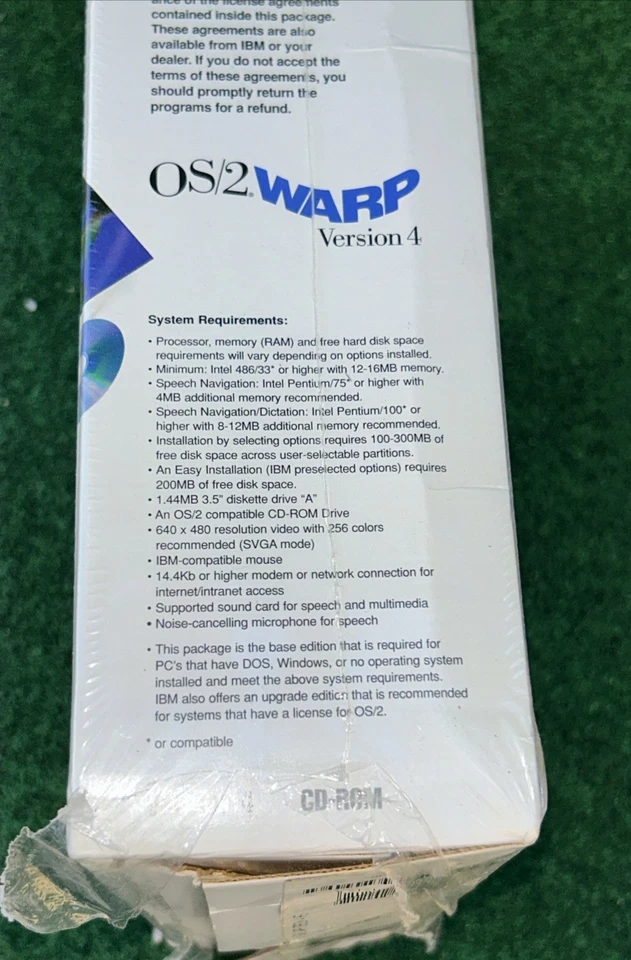 ance of the license agreements
contained inside this package.
These agreements are also
available from IBM or your
dealer. If you do not accept the
terms of these agreements, you
should promptly return the
programs for a refund.
OS/2® WARP
Version 4
System Requirements:
• Processor, memory (RAM) and free hard disk space
requirements will vary depending on options installed.
• Minimum: Intel 486/33* or higher with 12-16MB memory.
• Speech Navigation: Intel Pentium/75* or higher with
4MB additional memory recommended.
• Speech Navigation/Dictation: Intel Pentium/100* or
higher with 8-12MB additional memory recommended.
• Installation by selecting options requires 100-300MB of
free disk space across user-selectable partitions.
• An Easy Installation (IBM preselected options) requires
200MB of free disk space.
• 1.44MB 3.5" diskette drive “A”
• An OS/2 compatible CD-ROM Drive
• 640 x 480 resolution video with 256 colors
recommended (SVGA mode)
• IBM-compatible mouse
• 14.4Kb or higher modem or network connection for
internet/intranet access
• Supported sound card for speech and multimedia
• Noise-cancelling microphone for speech
• This package is the base edition that is required for
PC's that have DOS, Windows, or no operating system
installed and meet the above system requirements.
IBM also offers an upgrade edition that is recommended
for systems that have a license for OS/2.
* or compatible
CD-ROM